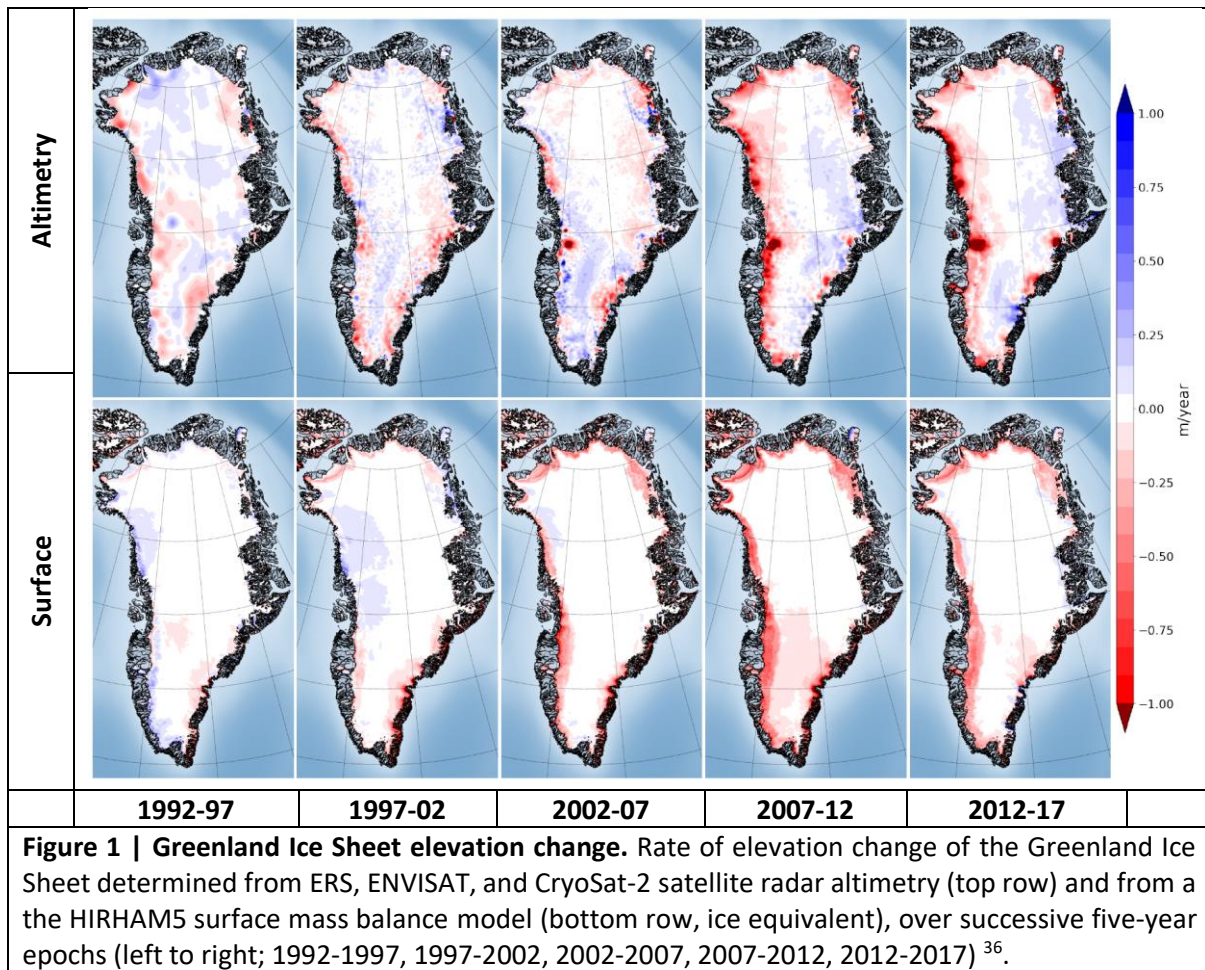 Altimetry
Surface
1.00
0.75
0.50
0.25
0.00
−0.25
−0.50
−0.75
−1.00
m/year
1992-97 1997-02 2002-07 2007-12 2012-17
Figure 1 | Greenland Ice Sheet elevation change. Rate of elevation change of the Greenland Ice
Sheet determined from ERS, ENVISAT, and CryoSat-2 satellite radar altimetry (top row) and from a
the HIRHAM5 surface mass balance model (bottom row, ice equivalent), over successive five-year
epochs (left to right; 1992-1997, 1997-2002, 2002-2007, 2007-2012, 2012-2017) 36.